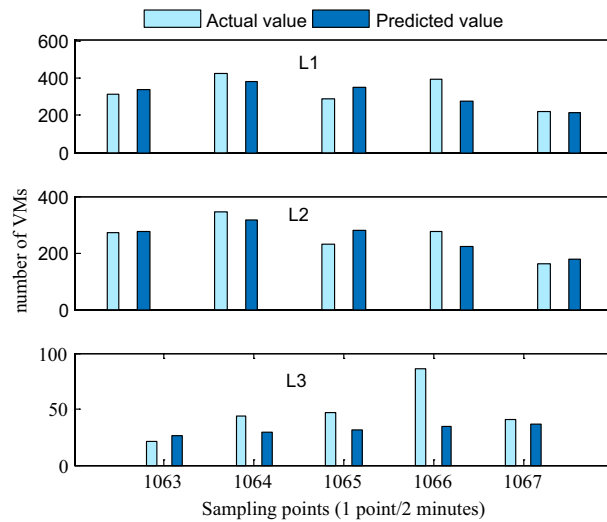 Actual value Predicted value
600
400
200
0
L1
400
200
0
L2
number of VMs
100
50
0
L3
1063 1064 1065 1066 1067
Sampling points (1 point/2 minutes)